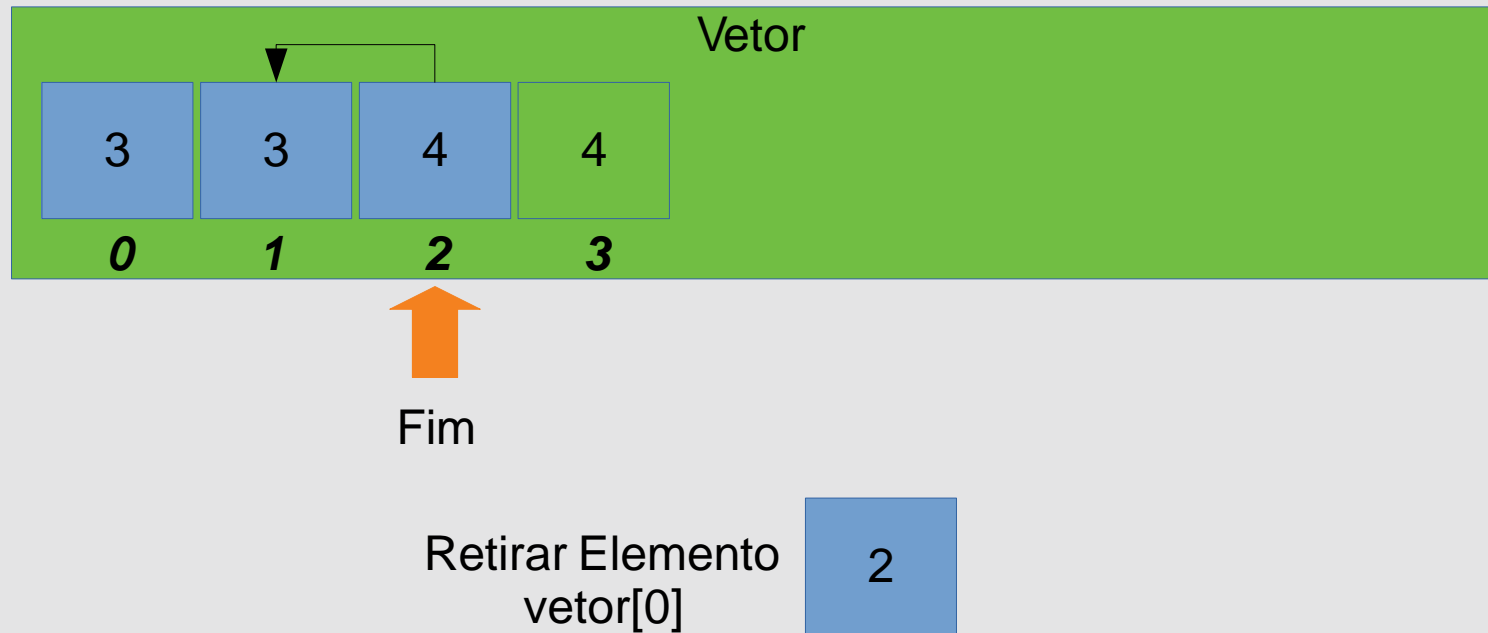 Vetor
3 3 4 4
0 1 2 3
Fim
Retirar Elemento
vetor[0]
2